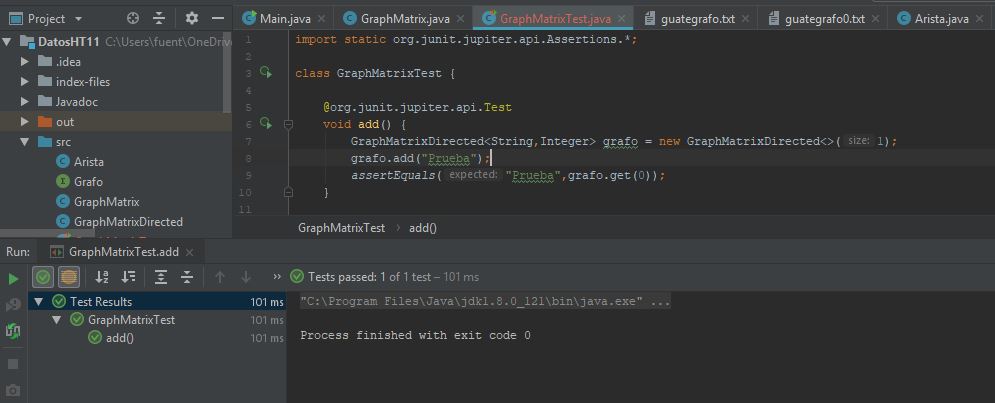 Project
Main.java
GraphMatrix.java
GraphMatrixTest.java
guategrafo.txt
guategrafo0.txt
Arista.java
DatosHT11 C:\Users\fuent\OneDriv
.idea
index-files
Javadoc
out
src
Arista
Grafo
GraphMatrix
GraphMatrixDirected
1 import static org.junit.jupiter.api.Assertions.*;
2
3 class GraphMatrixTest {
4
5 @org.junit.jupiter.api.Test
6 void add() {
7 GraphMatrixDirected<String,Integer> grafo = new GraphMatrixDirected<>( size: 1);
8 grafo.add("Prueba");
9 assertEquals( expected: "Prueba",grafo.get(0));
10 }
11
GraphMatrixTest › add()
Run: GraphMatrixTest.add
Tests passed: 1 of 1 test – 101 ms
Test Results 101 ms
GraphMatrixTest 101 ms
add() 101 ms
"C:\Program Files\Java\jdk1.8.0_121\bin\java.exe" ...
Process finished with exit code 0